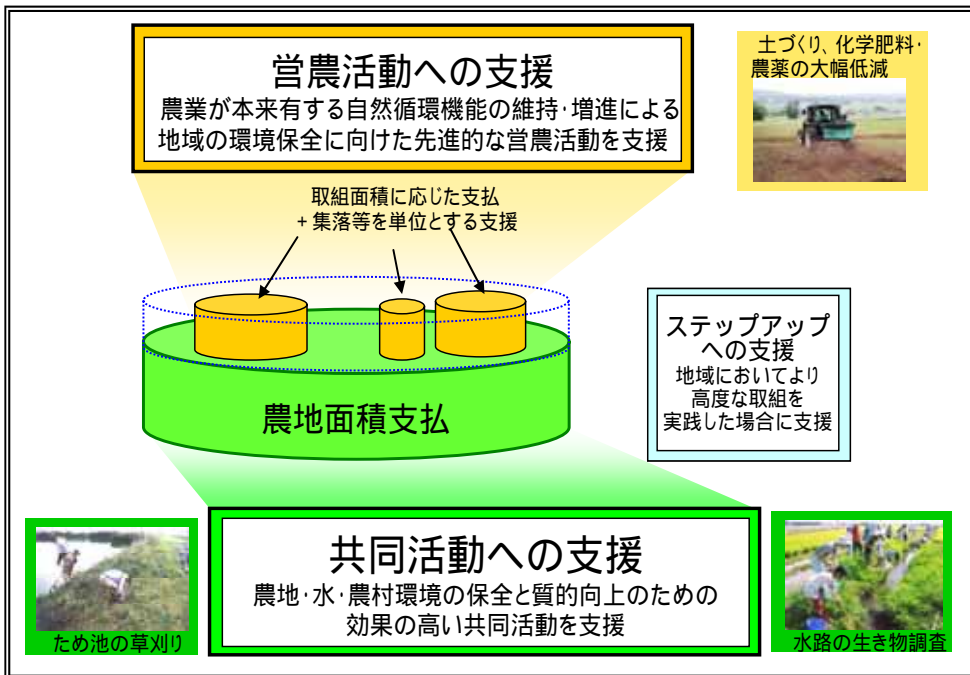 営農活動への支援
農業が本来有する自然循環機能の維持･増進による
地域の環境保全に向けた先進的な営農活動を支援
土づくり、化学肥料･
農薬の大幅低減
取組面積に応じた支払
+ 集落等を単位とする支援
農地面積支払
ステップアップ
への支援
地域においてより
高度な取組を
実践した場合に支援
共同活動への支援
農地･水･農村環境の保全と質的向上のための
効果の高い共同活動を支援
ため池の草刈り
水路の生き物調査